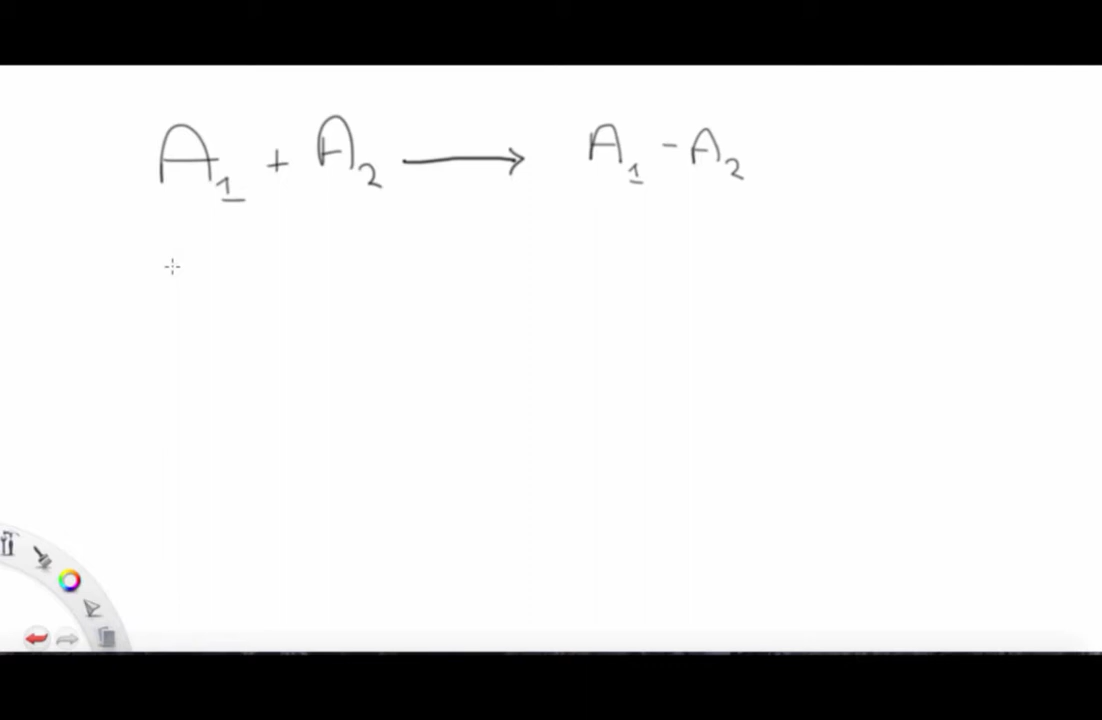 A₁ + A₂ ⟶ A₁ - A₂